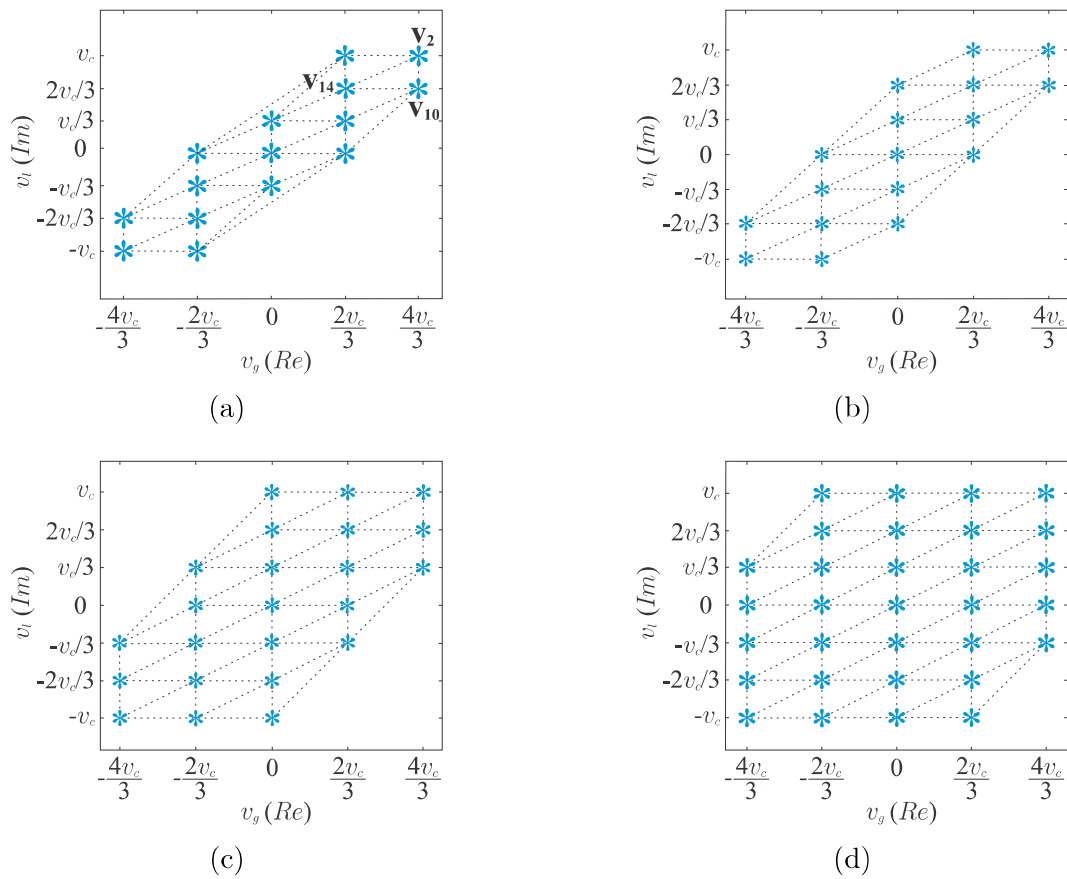 v_l (Im)
v_c
2v_c/3
v_c/3
0
-v_c/3
-2v_c/3
-v_c
V_2
V_14
V_10
-4v_c/3 -2v_c/3 0 2v_c/3 4v_c/3
v_g (Re)
(a)
v_l (Im)
v_c
2v_c/3
v_c/3
0
-v_c/3
-2v_c/3
-v_c
-4v_c/3 -2v_c/3 0 2v_c/3 4v_c/3
v_g (Re)
(b)
v_l (Im)
v_c
2v_c/3
v_c/3
0
-v_c/3
-2v_c/3
-v_c
-4v_c/3 -2v_c/3 0 2v_c/3 4v_c/3
v_g (Re)
(c)
v_l (Im)
v_c
2v_c/3
v_c/3
0
-v_c/3
-2v_c/3
-v_c
-4v_c/3 -2v_c/3 0 2v_c/3 4v_c/3
v_g (Re)
(d)